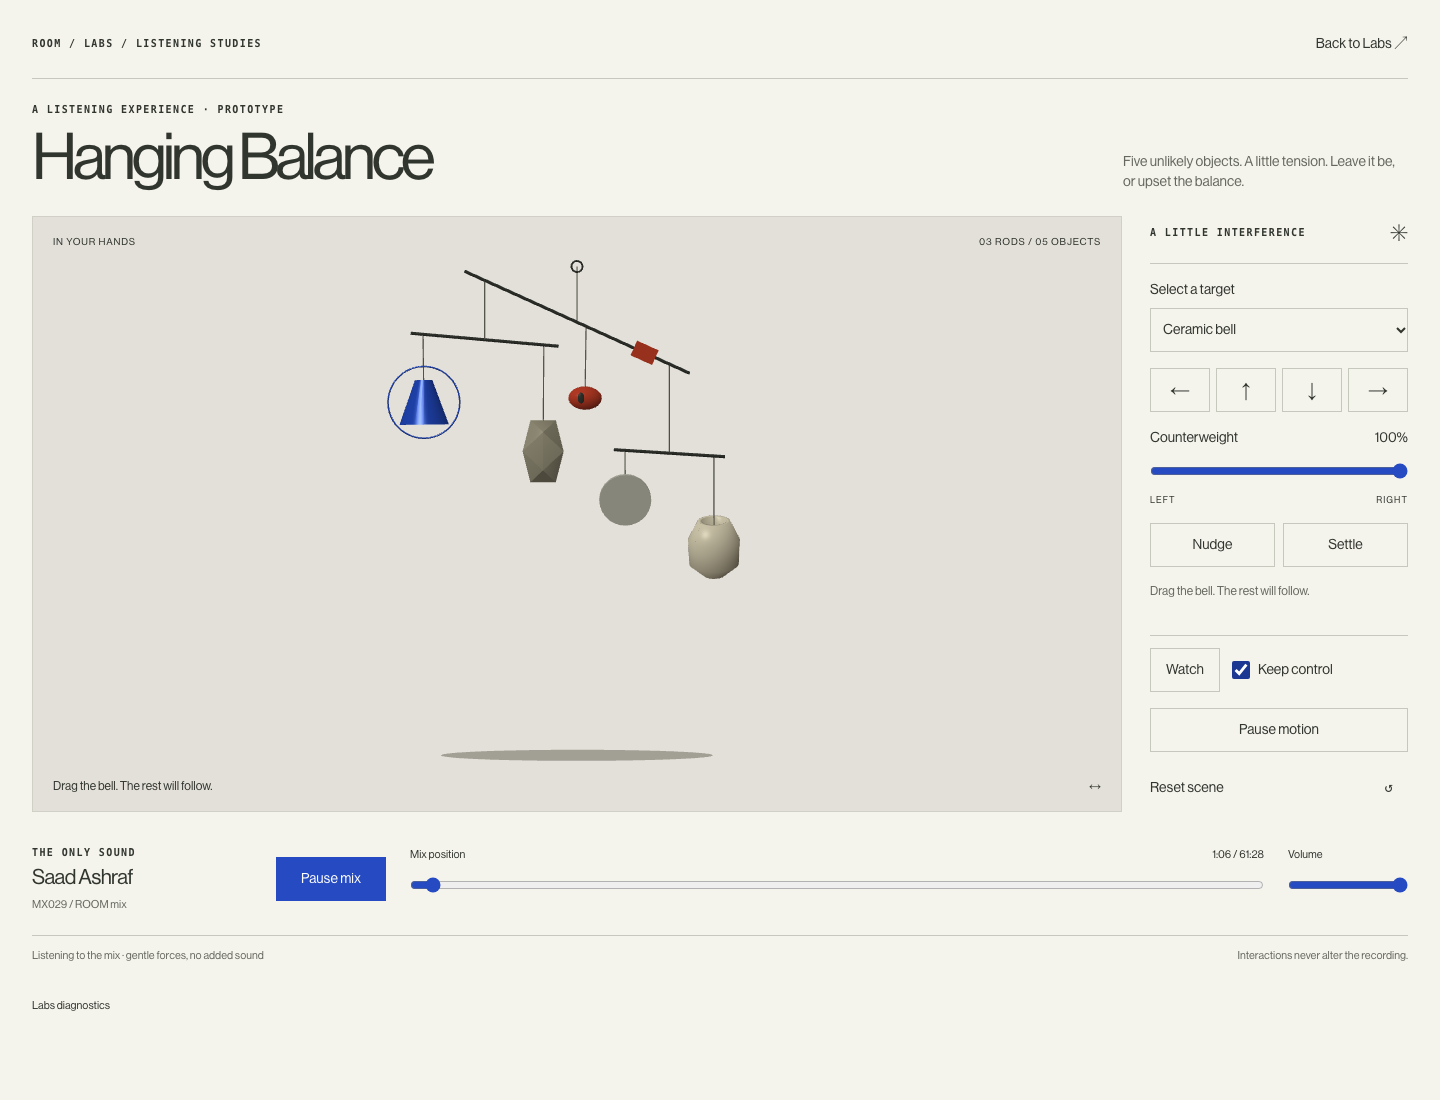 ROOM / LABS / LISTENING STUDIES
Back to Labs ↗
A LISTENING EXPERIENCE · PROTOTYPE
Hanging Balance
Five unlikely objects. A little tension. Leave it be,
or upset the balance.
IN YOUR HANDS
03 RODS / 05 OBJECTS
A LITTLE INTERFERENCE
Select a target
Ceramic bell
← ↑ ↓ →
Counterweight 100%
LEFT RIGHT
Nudge Settle
Drag the bell. The rest will follow.
Watch Keep control
Pause motion
Reset scene ↺
Drag the bell. The rest will follow. ↔
THE ONLY SOUND
Saad Ashraf
MX029 / ROOM mix
Pause mix
Mix position 1:06 / 61:28
Volume
Listening to the mix · gentle forces, no added sound
Interactions never alter the recording.
Labs diagnostics